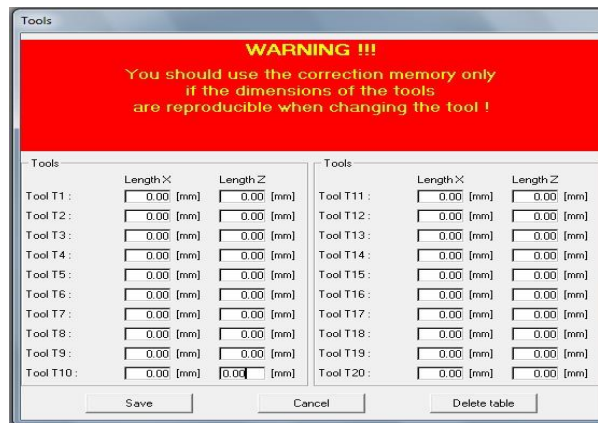 Tools
WARNING !!!
You should use the correction memory only
if the dimensions of the tools
are reproducible when changing the tool !
Tools
Length X Length Z
Tool T1 : 0.00 [mm] 0.00 [mm]
Tool T2 : 0.00 [mm] 0.00 [mm]
Tool T3 : 0.00 [mm] 0.00 [mm]
Tool T4 : 0.00 [mm] 0.00 [mm]
Tool T5 : 0.00 [mm] 0.00 [mm]
Tool T6 : 0.00 [mm] 0.00 [mm]
Tool T7 : 0.00 [mm] 0.00 [mm]
Tool T8 : 0.00 [mm] 0.00 [mm]
Tool T9 : 0.00 [mm] 0.00 [mm]
Tool T10 : 0.00 [mm] 0.00 [mm]
Tools
Length X Length Z
Tool T11 : 0.00 [mm] 0.00 [mm]
Tool T12 : 0.00 [mm] 0.00 [mm]
Tool T13 : 0.00 [mm] 0.00 [mm]
Tool T14 : 0.00 [mm] 0.00 [mm]
Tool T15 : 0.00 [mm] 0.00 [mm]
Tool T16 : 0.00 [mm] 0.00 [mm]
Tool T17 : 0.00 [mm] 0.00 [mm]
Tool T18 : 0.00 [mm] 0.00 [mm]
Tool T19 : 0.00 [mm] 0.00 [mm]
Tool T20 : 0.00 [mm] 0.00 [mm]
Save Cancel Delete table